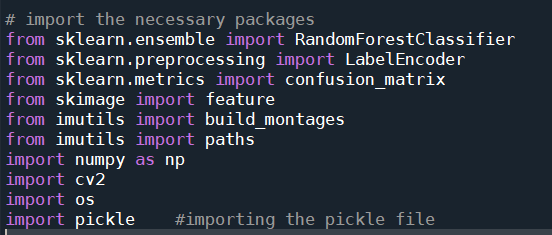 # import the necessary packages
from sklearn.ensemble import RandomForestClassifier
from sklearn.preprocessing import LabelEncoder
from sklearn.metrics import confusion_matrix
from skimage import feature
from imutils import build_montages
from imutils import paths
import numpy as np
import cv2
import os
import pickle    #importing the pickle file